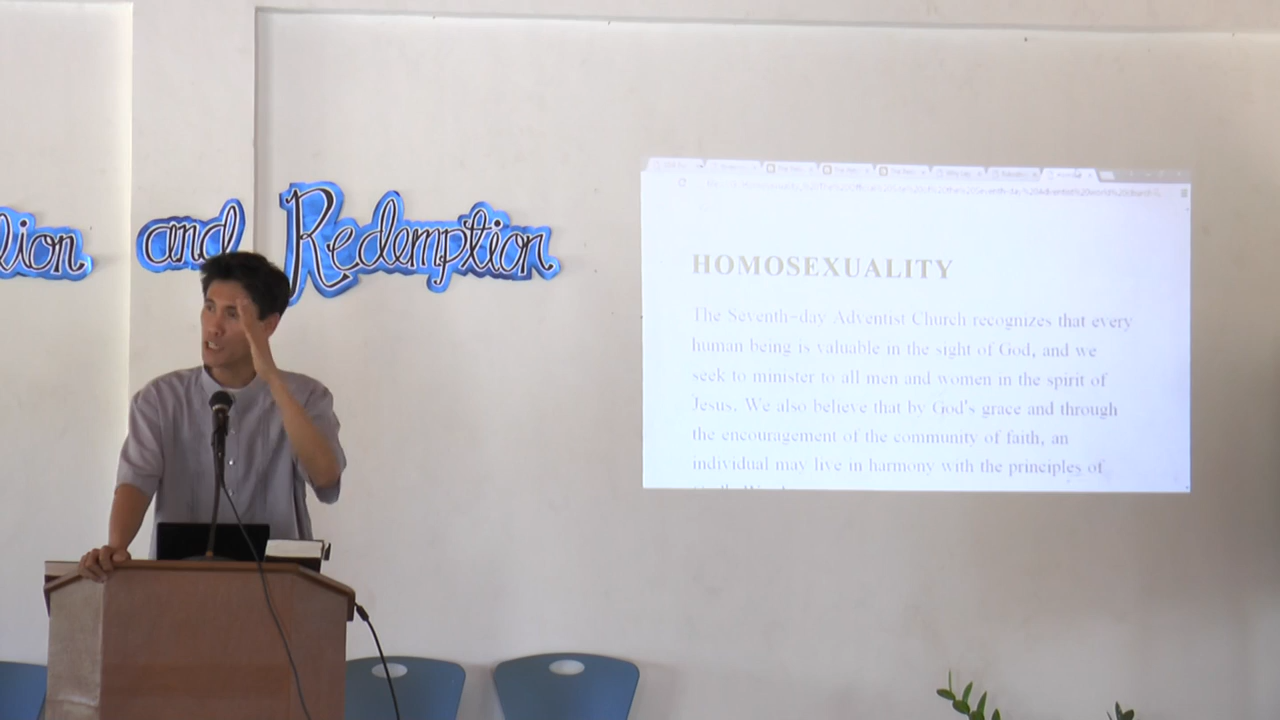 and Redemption
HOMOSEXUALITY
The Seventh-day Adventist Church recognizes that every
human being is valuable in the sight of God, and we
seek to minister to all men and women in the spirit of
Jesus. We also believe that by God's grace and through
the encouragement of the community of faith, an
individual may live in harmony with the principles of